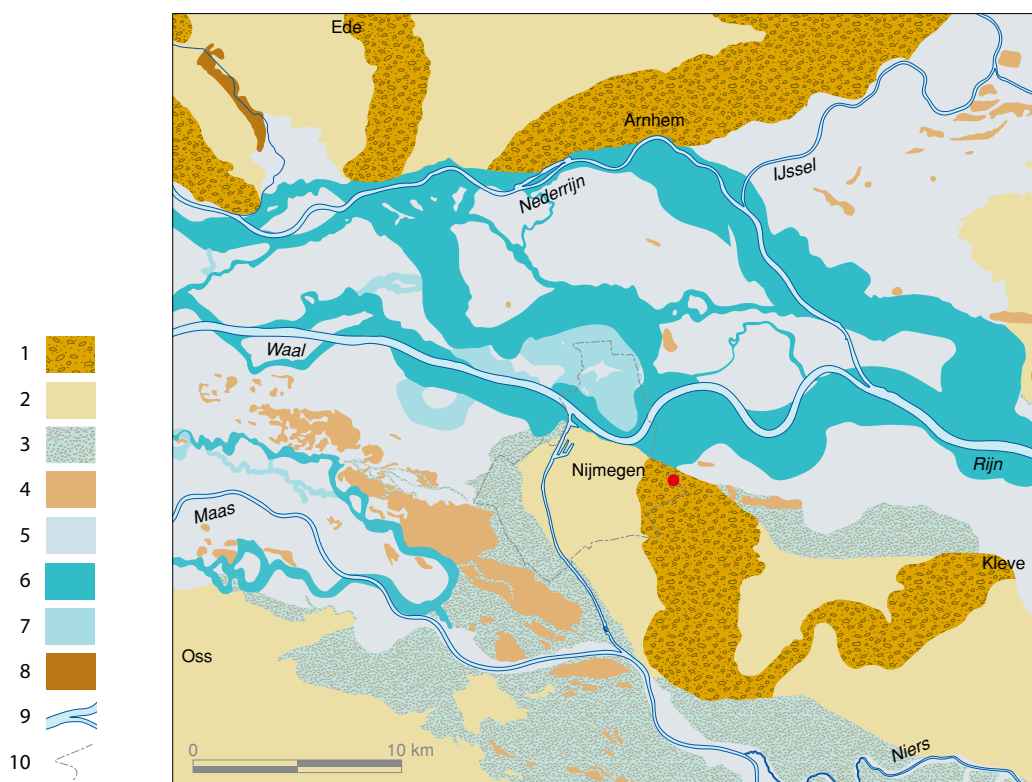 Ede
Arnhem
IJssel
Nederrijn
Waal
Nijmegen
Rijn
Maas
Kleve
Oss
Niers
0 10 km
1
2
3
4
5
6
7
8
9
10